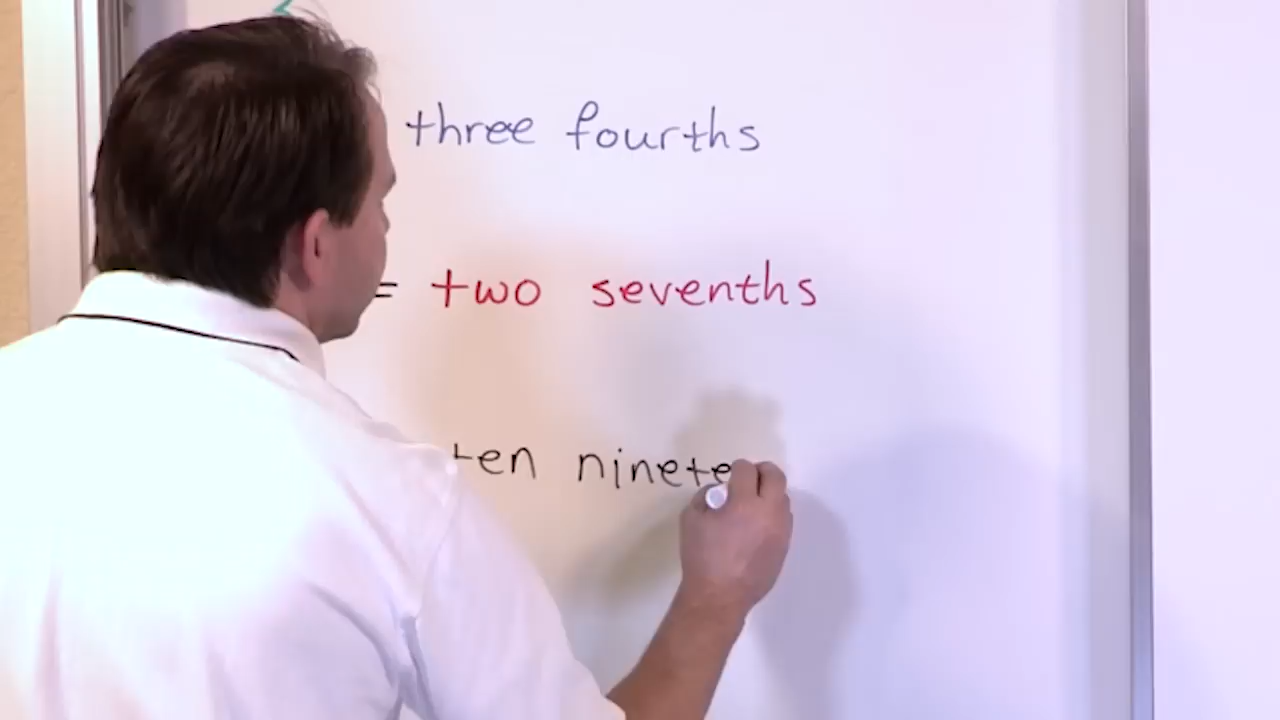 three fourths
= two sevenths
ten ninete